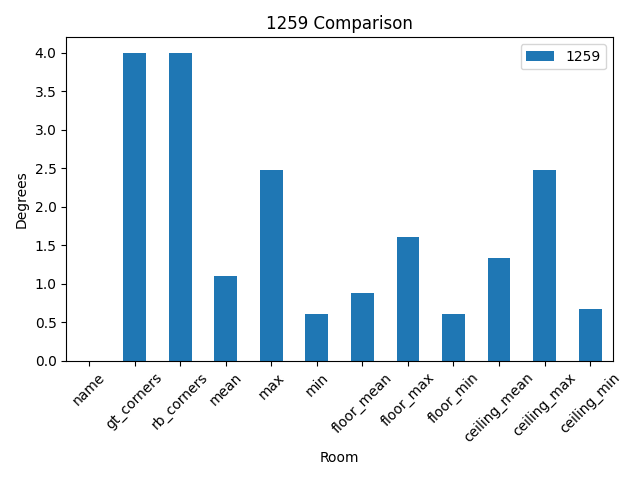 1259 Comparison
1259
Degrees
4.0
3.5
3.0
2.5
2.0
1.5
1.0
0.5
0.0
name
gt_corners
rb_corners
mean
max
min
floor_mean
floor_max
floor_min
ceiling_mean
ceiling_max
ceiling_min
Room